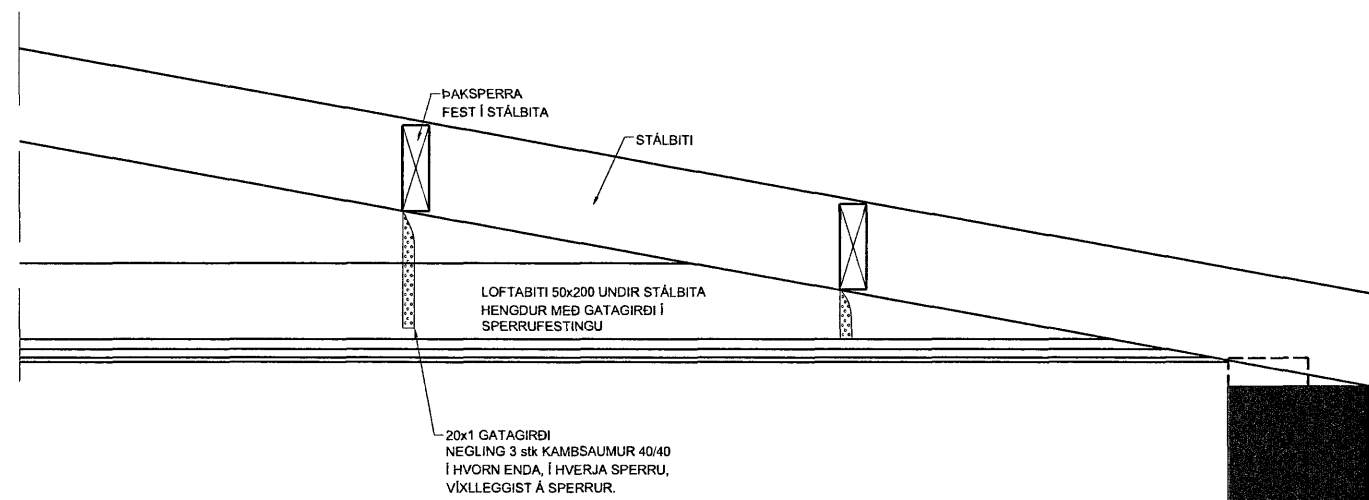 ÞAKSPERRA
FEST Í STÁLBITA
STÁLBITI
LOFTABITI 50x200 UNDIR STÁLBITA
HENGDUR MEÐ GATAGIRÐI Í
SPERRUFESTINGU
20x1 GATAGIRÐI
NEGLING 3 stk KAMBSAUMUR 40/40
Í HVORN ENDA, Í HVERJA SPERRU,
VÍXLLEGGIST Á SPERRUR.